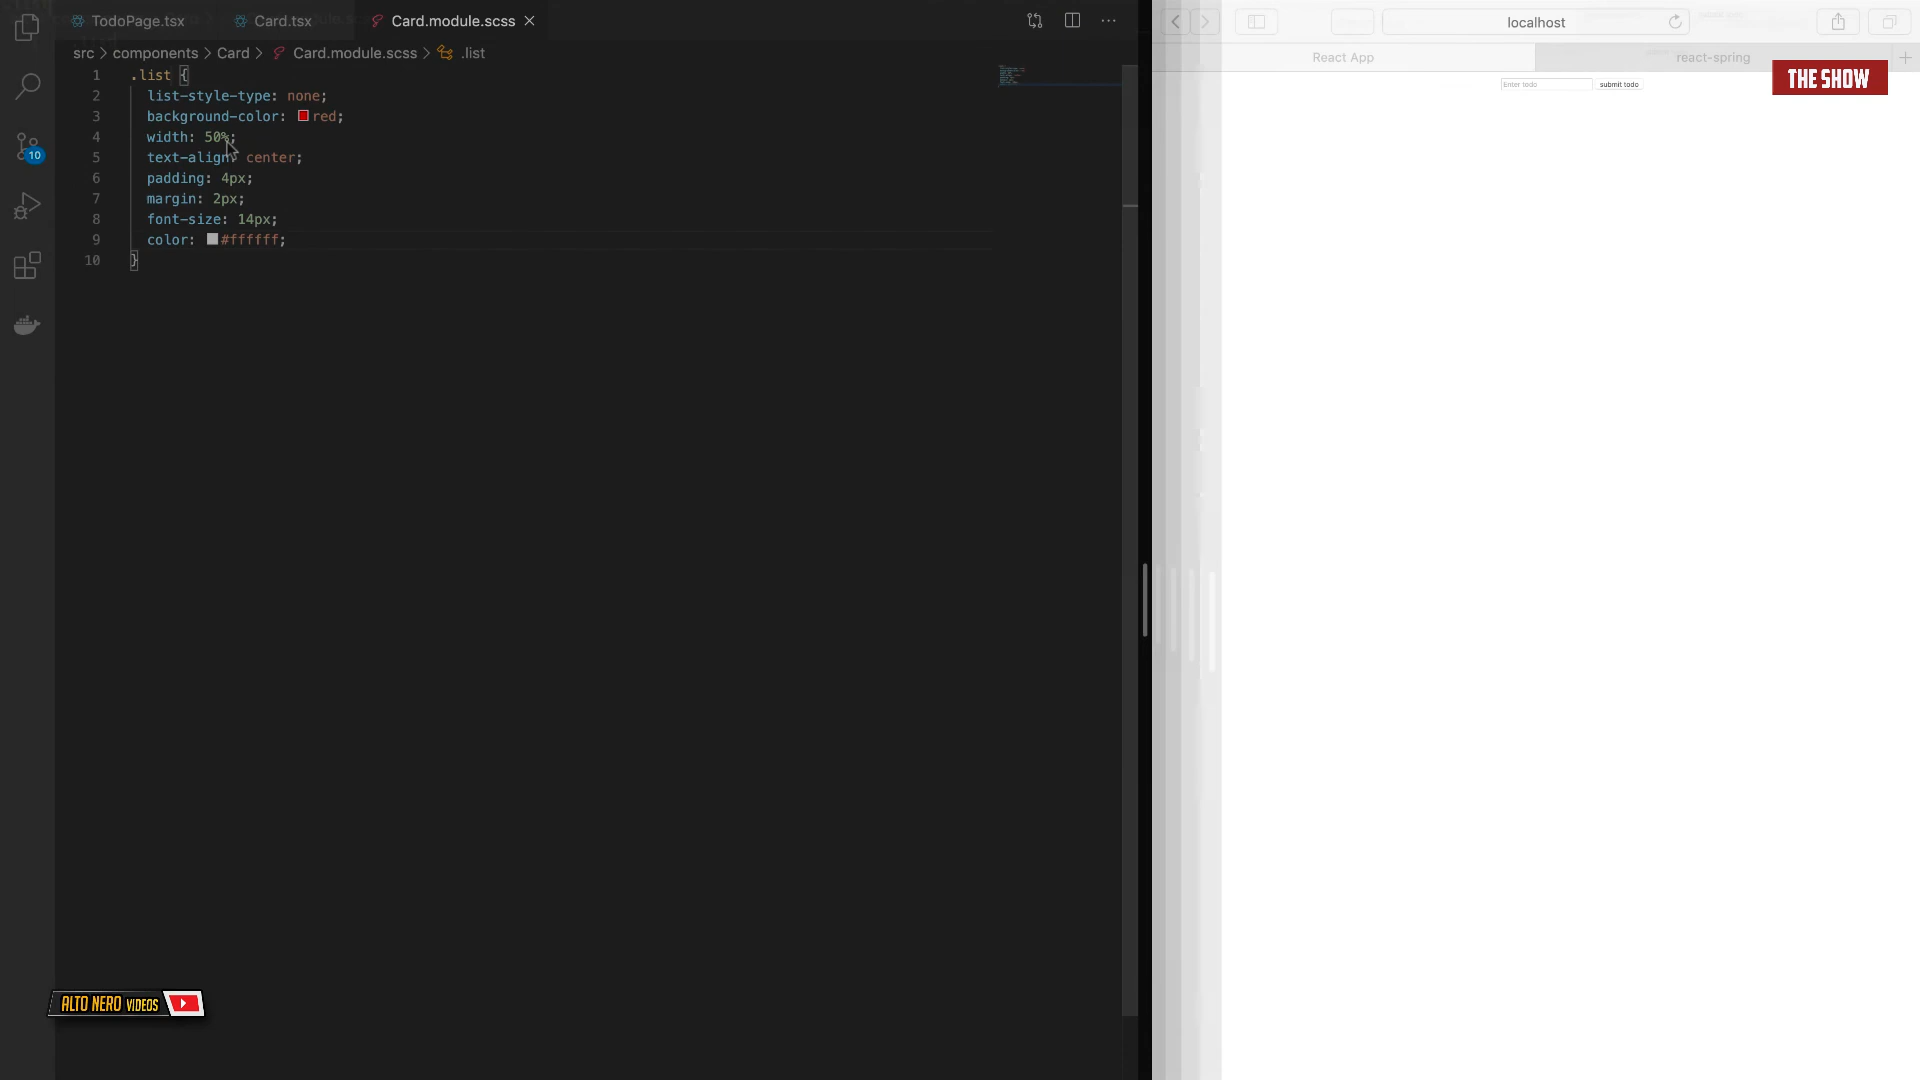 TodoPage.tsx
Card.tsx
Card.module.scss
src
components
Card
Card.module.scss
.list
1 .list {
2 list-style-type: none;
3 background-color: red;
4 width: 50%;
5 text-align: center;
6 padding: 4px;
7 margin: 2px;
8 font-size: 14px;
9 color: #ffffff;
10 }
10
localhost
React App
react-spring
THE SHOW
Enter todo
submit todo
ALTO NERO VIDEOS